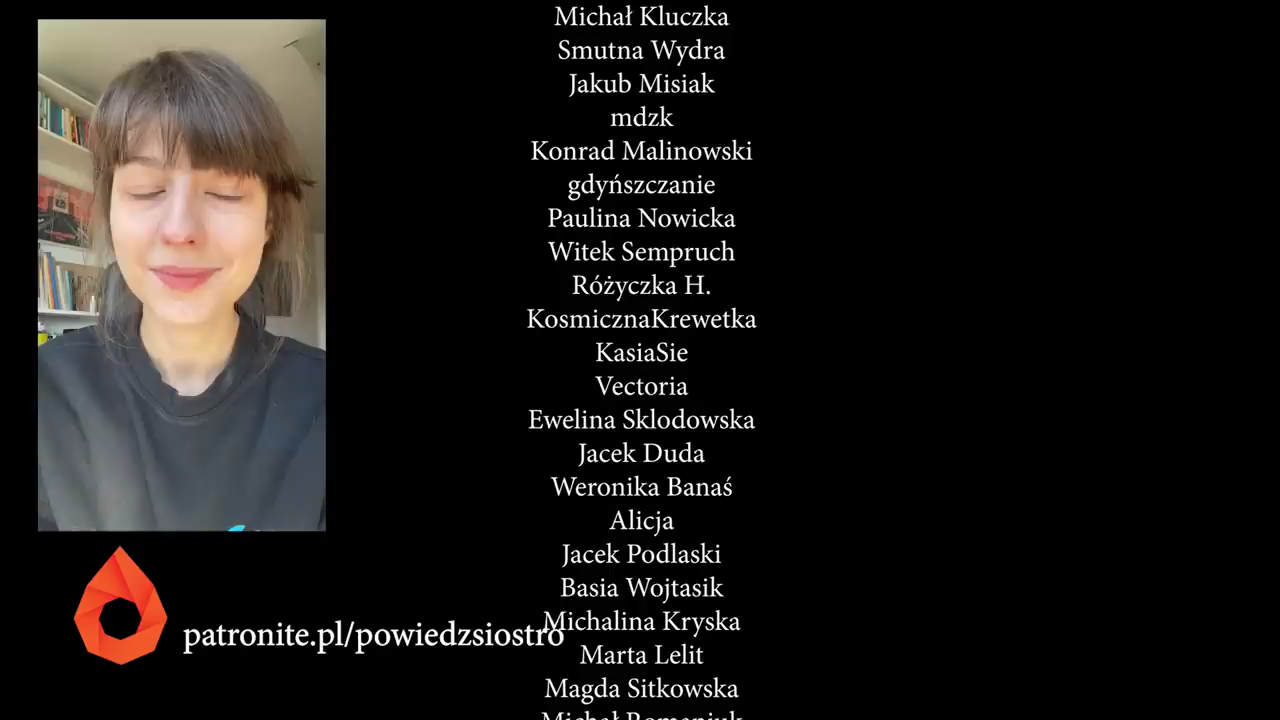 Michał Kluczka
Smutna Wydra
Jakub Misiak
mdzk
Konrad Malinowski
gdyńszczanie
Paulina Nowicka
Witek Sempruch
Różyczka H.
KosmicznaKrewetka
KasiaSie
Vectoria
Ewelina Sklodowska
Jacek Duda
Weronika Banaś
Alicja
Jacek Podlaski
Basia Wojtasik
Michalina Kryska
patronite.pl/powiedzsiostro
Marta Lelit
Magda Sitkowska
Michał Romaniuk